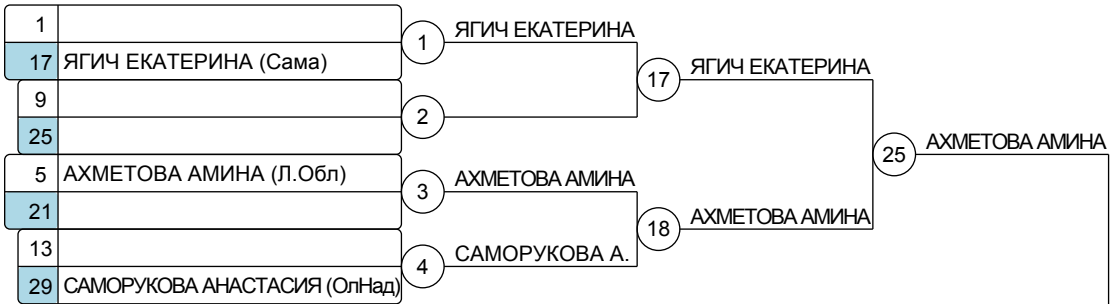 1
17 ЯГИЧ ЕКАТЕРИНА (Сама)
9
25
5 АХМЕТОВА АМИНА (Л.Обл)
21
13
29 САМОРУКОВА АНАСТАСИЯ (ОлНад)
1
ЯГИЧ ЕКАТЕРИНА
2
3
АХМЕТОВА АМИНА
4
САМОРУКОВА А.
17
ЯГИЧ ЕКАТЕРИНА
18
АХМЕТОВА АМИНА
25
АХМЕТОВА АМИНА